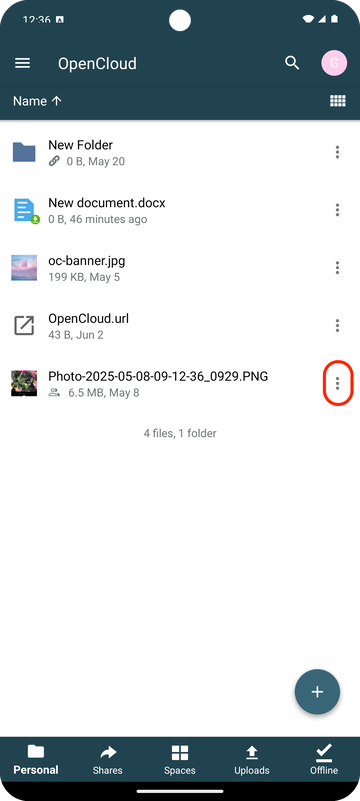 12:36 A
OpenCloud
G
Name
New Folder
0 B, May 20
New document.docx
0 B, 46 minutes ago
oc-banner.jpg
199 KB, May 5
OpenCloud.url
43 B, Jun 2
Photo-2025-05-08-09-12-36_0929.PNG
6.5 MB, May 8
4 files, 1 folder
+
Personal Shares Spaces Uploads Offline